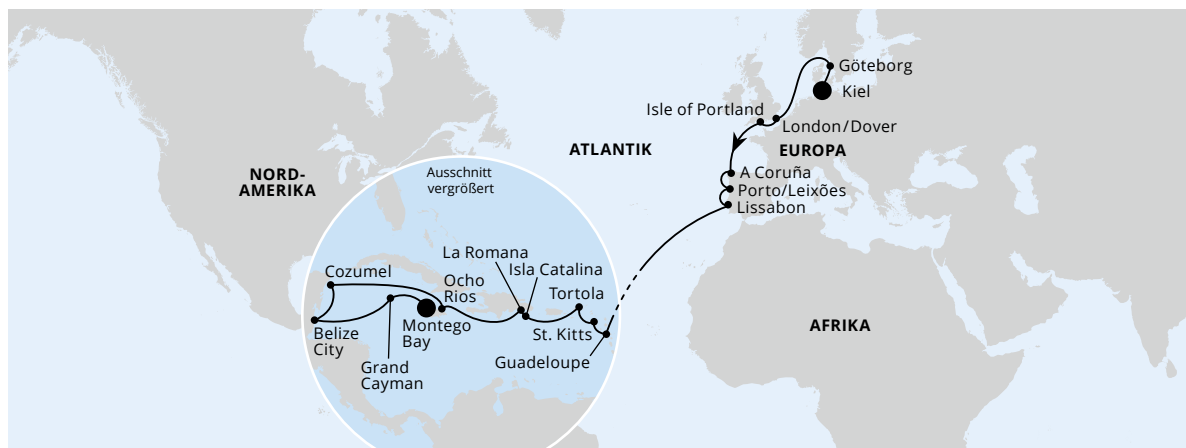 Göteborg
Kiel
Isle of Portland
London/Dover
EUROPA
ATLANTIK
A Coruña
Porto/Leixões
Lissabon
NORD-
AMERIKA
Ausschnitt
vergrößert
La Romana
Isla Catalina
Cozumel
Ocho
Rios
Tortola
Belize
City
Montego
Bay
St. Kitts
Guadeloupe
Grand
Cayman
AFRIKA